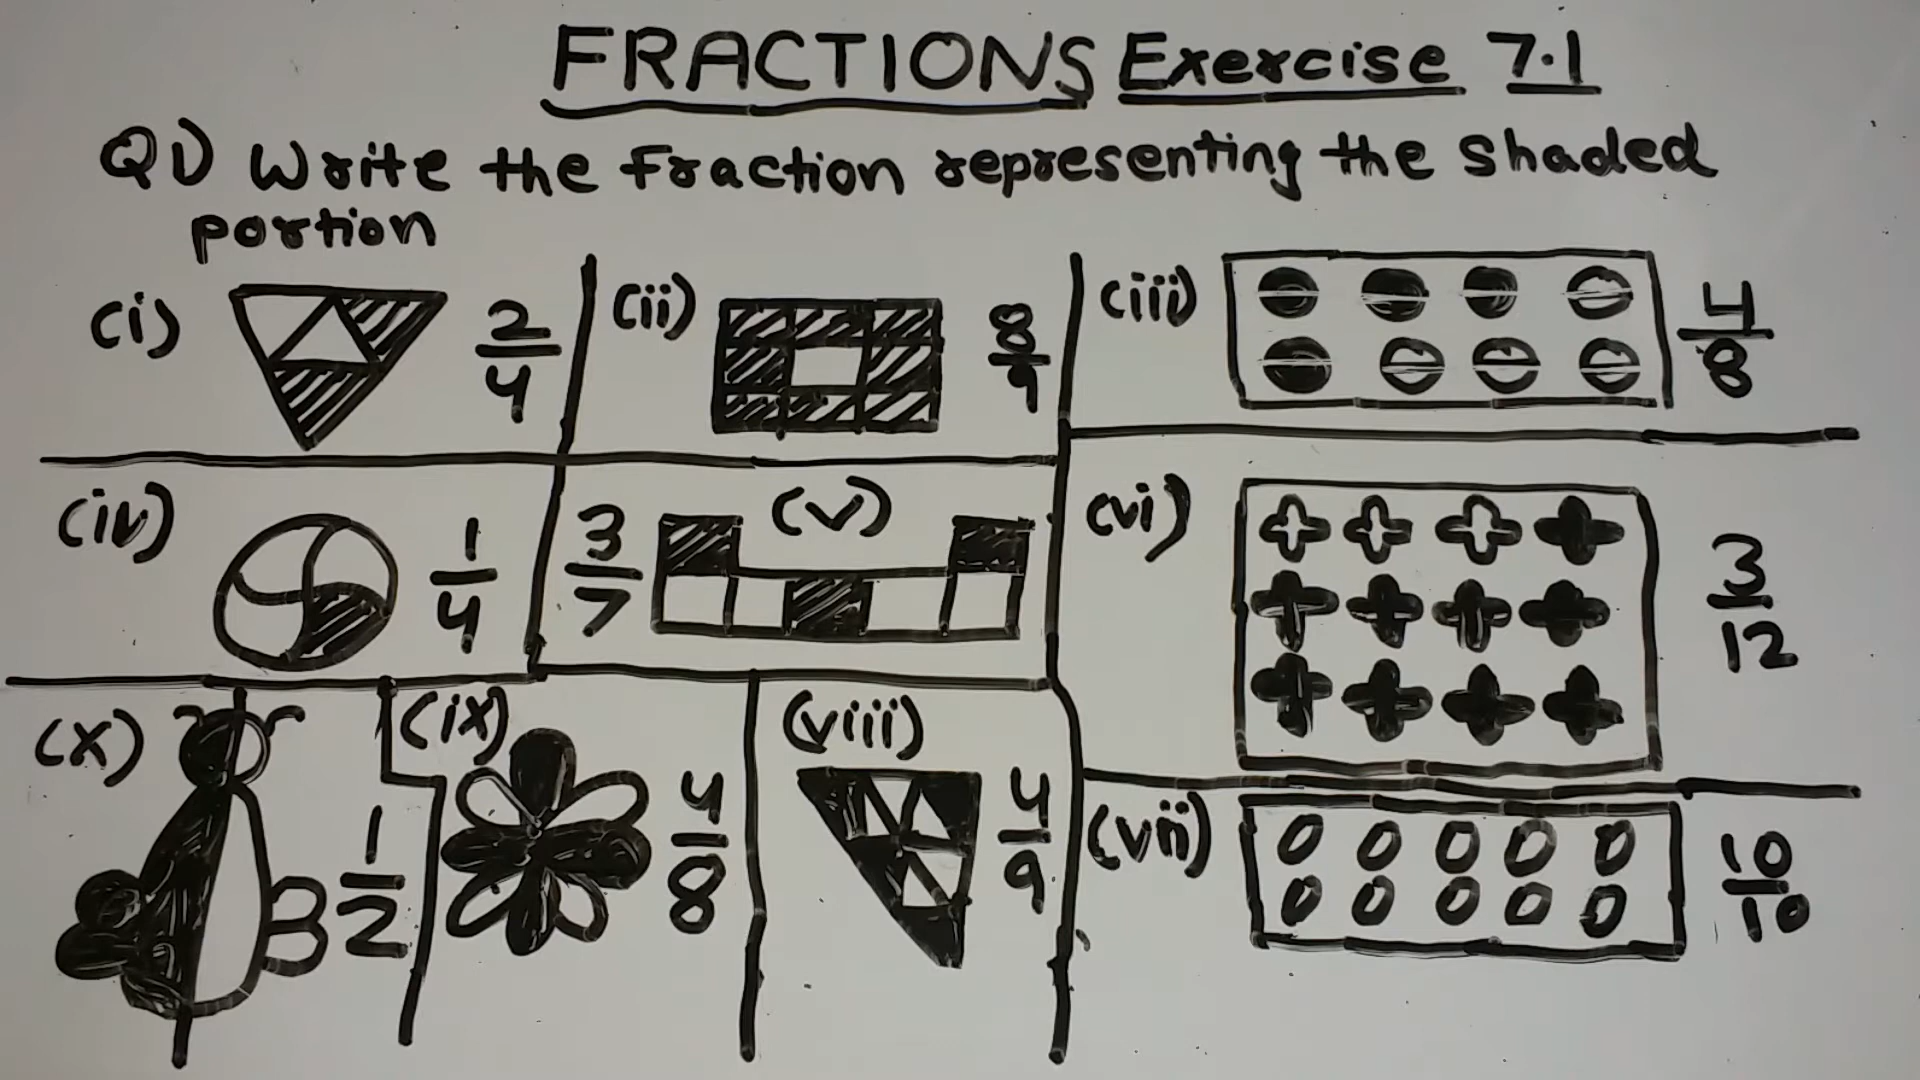 FRACTIONS Exercise 7.1
Q1) Write the fraction representing the shaded
portion
(i) 2/4
(ii) 8/9
(iii) 4/8
(iv) 1/4
3/7 (v)
(vi) 3/12
(x) 1/2
(ix) 4/8
(viii) 4/9
(vii) 10/10